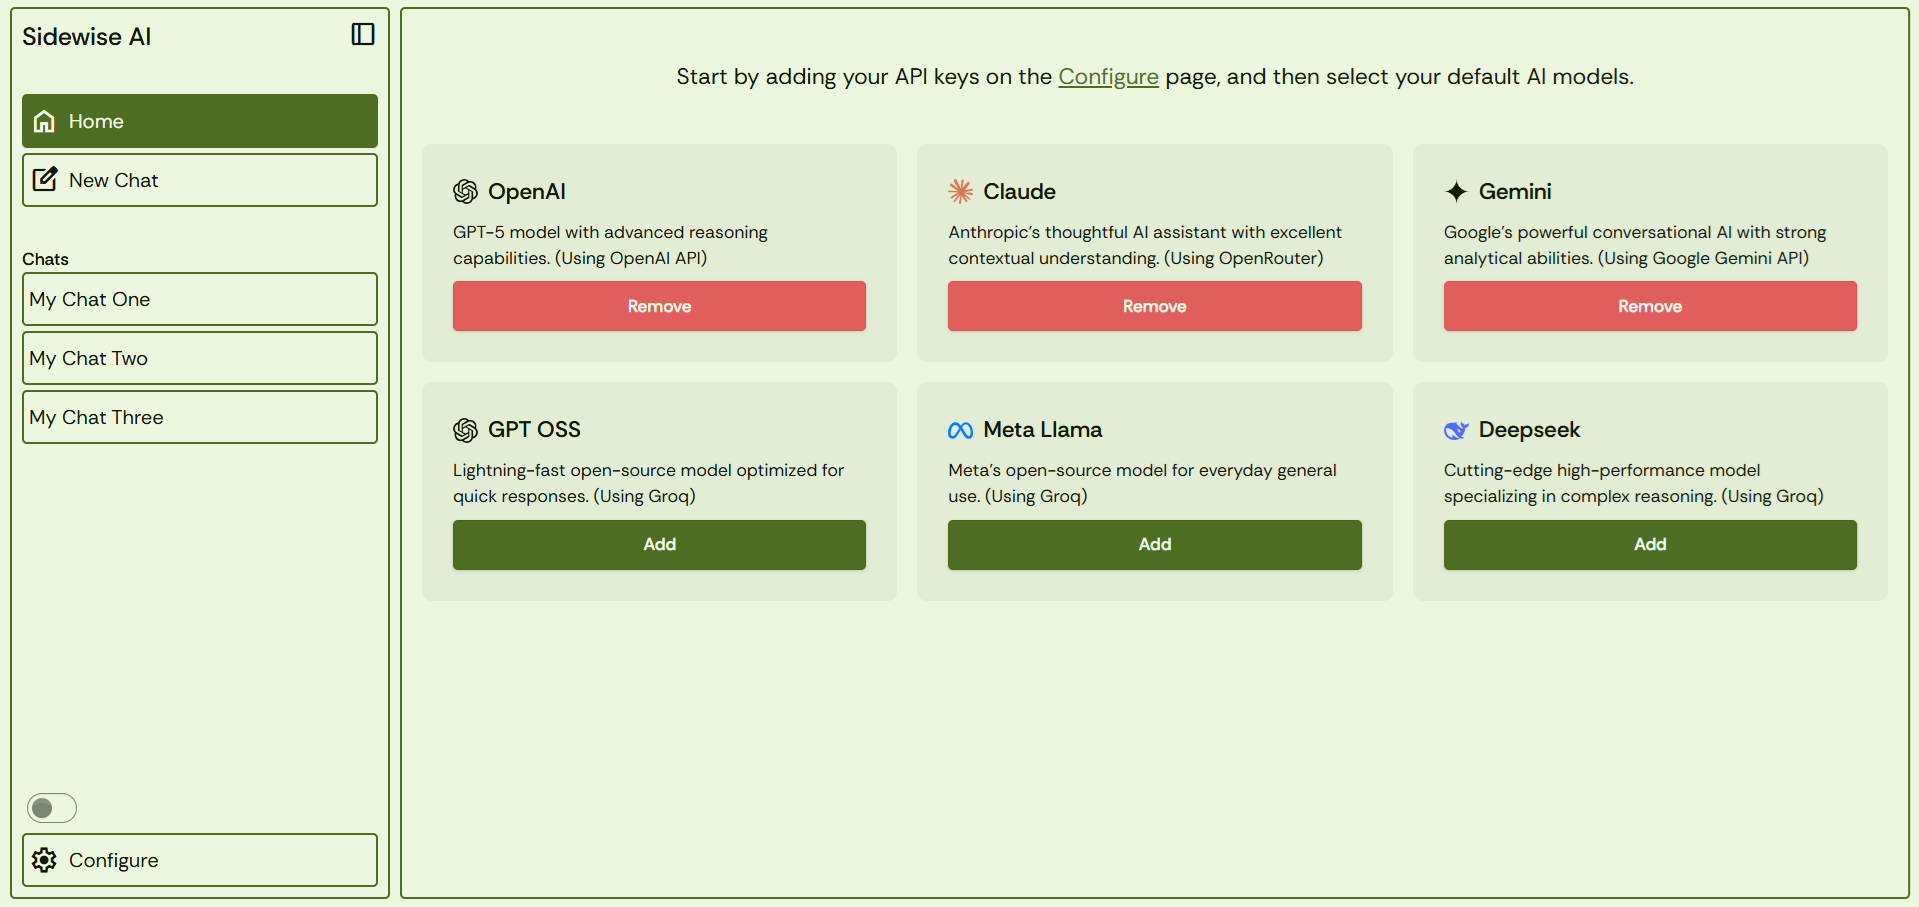 Sidewise AI
Home
New Chat
Chats
My Chat One
My Chat Two
My Chat Three
Configure
Start by adding your API keys on the Configure page, and then select your default AI models.
OpenAI
GPT-5 model with advanced reasoning
capabilities. (Using OpenAI API)
Remove
Claude
Anthropic's thoughtful AI assistant with excellent
contextual understanding. (Using OpenRouter)
Remove
Gemini
Google's powerful conversational AI with strong
analytical abilities. (Using Google Gemini API)
Remove
GPT OSS
Lightning-fast open-source model optimized for
quick responses. (Using Groq)
Add
Meta Llama
Meta's open-source model for everyday general
use. (Using Groq)
Add
Deepseek
Cutting-edge high-performance model
specializing in complex reasoning. (Using Groq)
Add